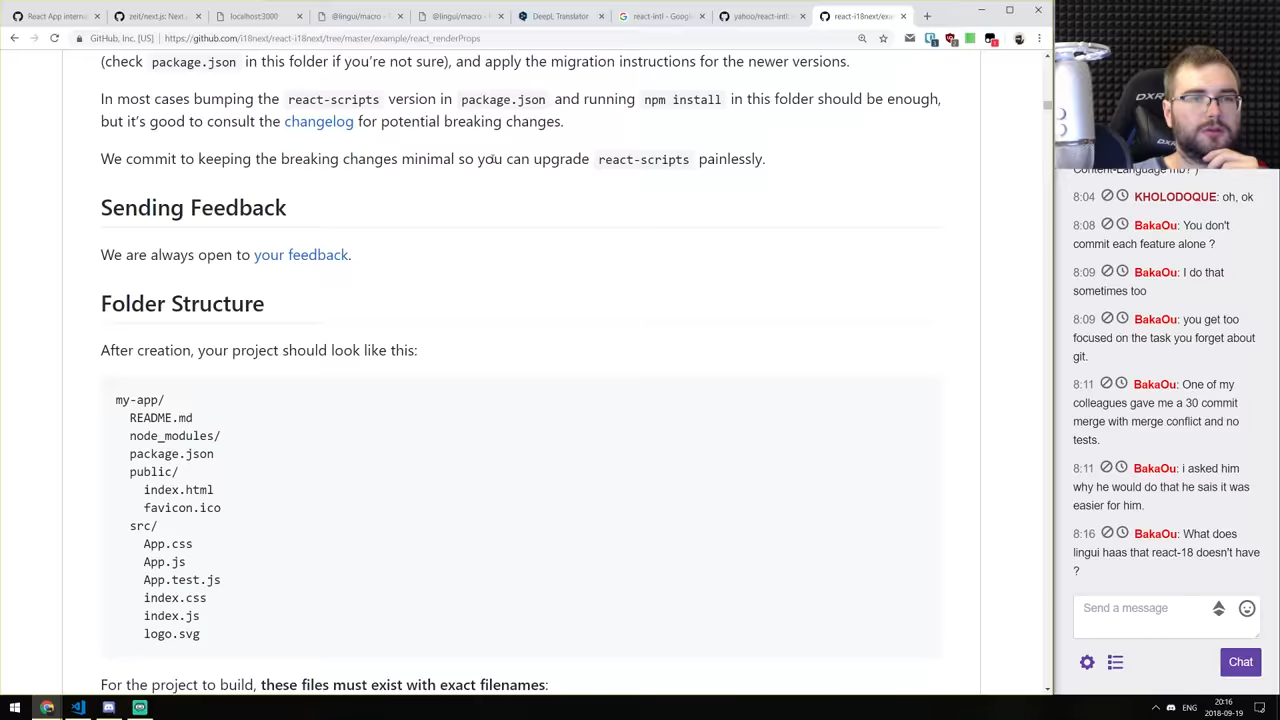 React App internati
zeit/next.js: Next.
localhost:3000
@lingui/macro -
@lingui/macro -
DeepL Translator
react-intl - Google
yahoo/react-intl:
react-i18next/exa
GitHub, Inc. [US] https://github.com/i18next/react-i18next/tree/master/example/react_renderProps
(check package.json in this folder if you're not sure), and apply the migration instructions for the newer versions.
In most cases bumping the react-scripts version in package.json and running npm install in this folder should be enough,
but it's good to consult the changelog for potential breaking changes.
We commit to keeping the breaking changes minimal so you can upgrade react-scripts painlessly.
Sending Feedback
We are always open to your feedback.
Folder Structure
After creation, your project should look like this:
my-app/
README.md
node_modules/
package.json
public/
index.html
favicon.ico
src/
App.css
App.js
App.test.js
index.css
index.js
logo.svg
For the project to build, these files must exist with exact filenames:
DXR
Content-Language mb? )
8:04 KHOLODOQUE: oh, ok
8:08 BakaOu: You don't
commit each feature alone ?
8:09 BakaOu: I do that
sometimes too
8:09 BakaOu: you get too
focused on the task you forget about
git.
8:11 BakaOu: One of my
colleagues gave me a 30 commit
merge with merge conflict and no
tests.
8:11 BakaOu: i asked him
why he would do that he sais it was
easier for him.
8:16 BakaOu: What does
lingui haas that react-18 doesn't have
?
Send a message
Chat
ENG
20:16
2018-09-19